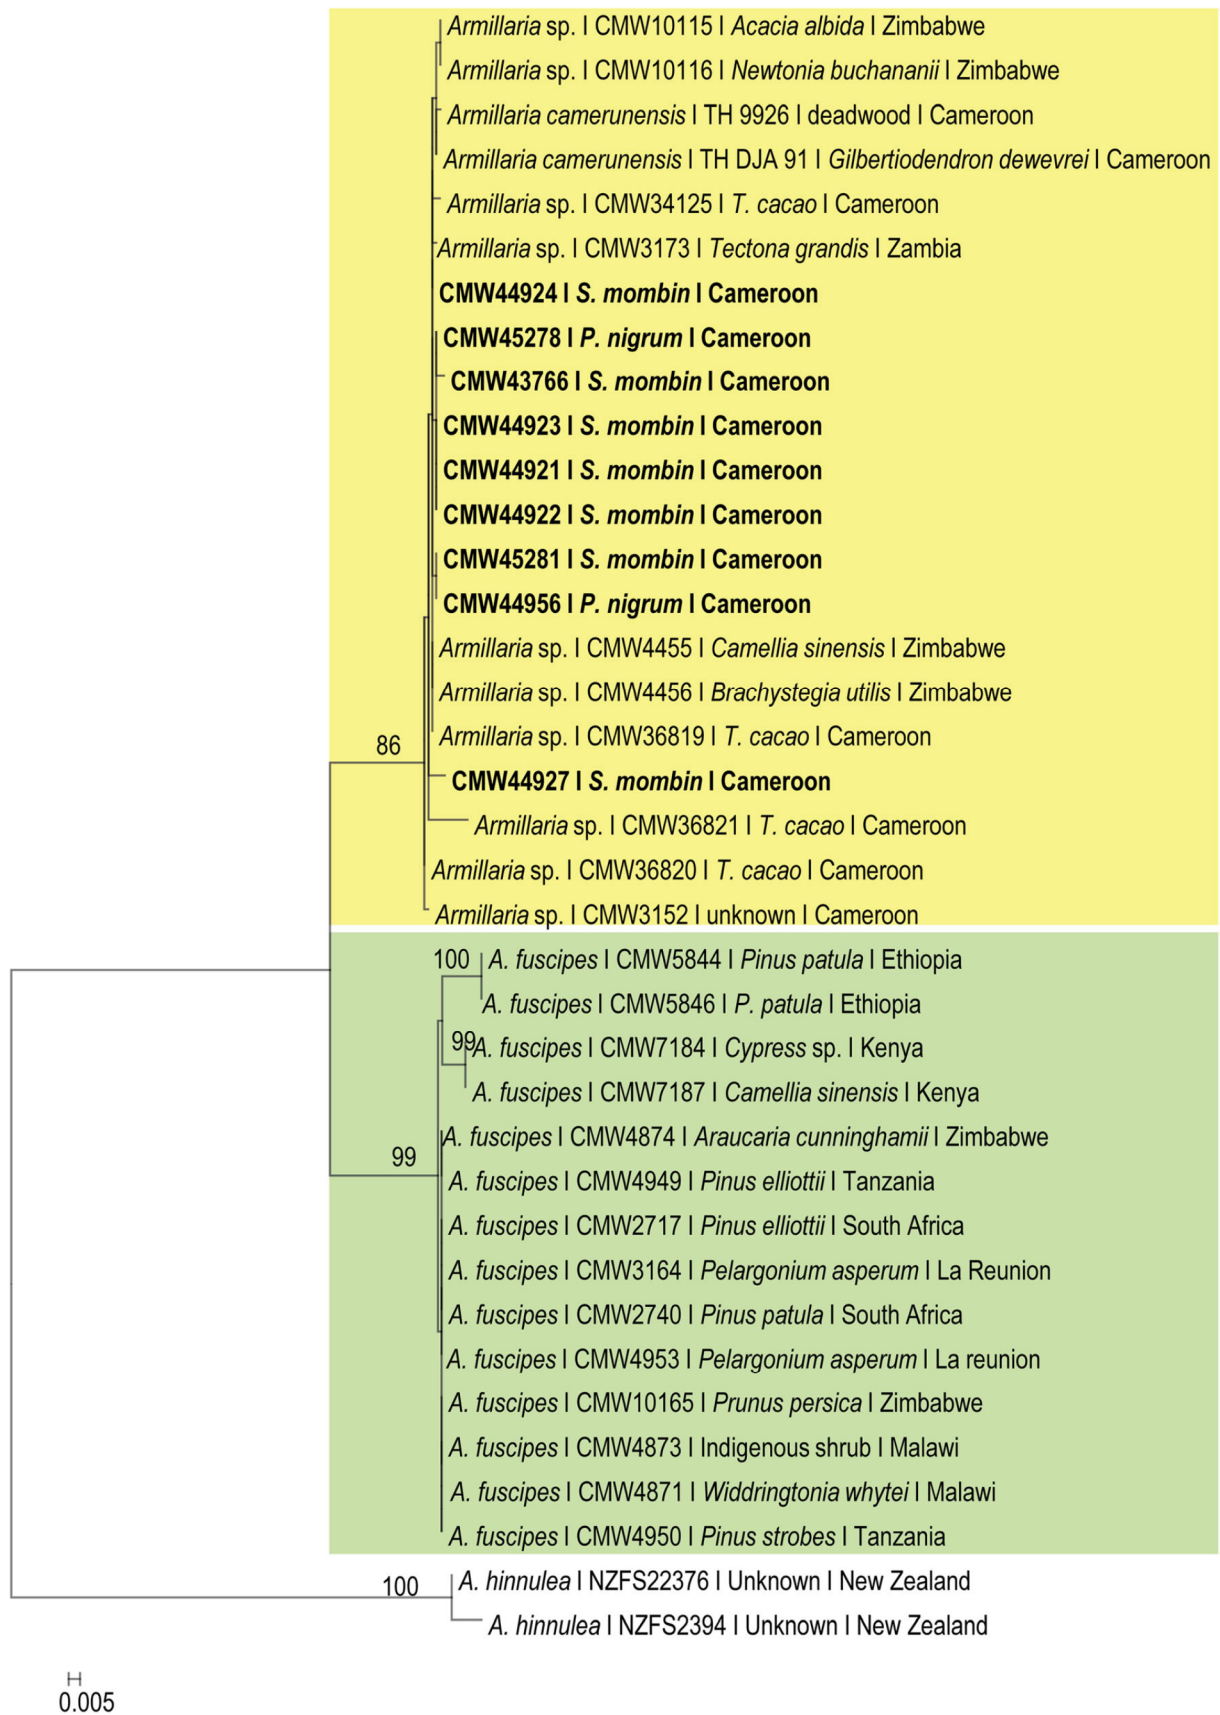 Armillaria sp. I CMW10115 I Acacia albida I Zimbabwe
Armillaria sp. I CMW10116 I Newtonia buchananii I Zimbabwe
Armillaria camerunensis I TH 9926 I deadwood I Cameroon
Armillaria camerunensis I TH DJA 91 I Gilbertiodendron dewevrei I Cameroon
Armillaria sp. I CMW34125 I T. cacao I Cameroon
Armillaria sp. I CMW3173 I Tectona grandis I Zambia
CMW44924 I S. mombin I Cameroon
CMW45278 I P. nigrum I Cameroon
CMW43766 I S. mombin I Cameroon
CMW44923 I S. mombin I Cameroon
CMW44921 I S. mombin I Cameroon
CMW44922 I S. mombin I Cameroon
CMW45281 I S. mombin I Cameroon
CMW44956 I P. nigrum I Cameroon
Armillaria sp. I CMW4455 I Camellia sinensis I Zimbabwe
Armillaria sp. I CMW4456 I Brachystegia utilis I Zimbabwe
Armillaria sp. I CMW36819 I T. cacao I Cameroon
86
CMW44927 I S. mombin I Cameroon
Armillaria sp. I CMW36821 I T. cacao I Cameroon
Armillaria sp. I CMW36820 I T. cacao I Cameroon
Armillaria sp. I CMW3152 I unknown I Cameroon
100 A. fuscipes I CMW5844 I Pinus patula I Ethiopia
A. fuscipes I CMW5846 I P. patula I Ethiopia
99 A. fuscipes I CMW7184 I Cypress sp. I Kenya
A. fuscipes I CMW7187 I Camellia sinensis I Kenya
A. fuscipes I CMW4874 I Araucaria cunninghamii I Zimbabwe
99
A. fuscipes I CMW4949 I Pinus elliottii I Tanzania
A. fuscipes I CMW2717 I Pinus elliottii I South Africa
A. fuscipes I CMW3164 I Pelargonium asperum I La Reunion
A. fuscipes I CMW2740 I Pinus patula I South Africa
A. fuscipes I CMW4953 I Pelargonium asperum I La reunion
A. fuscipes I CMW10165 I Prunus persica I Zimbabwe
A. fuscipes I CMW4873 I Indigenous shrub I Malawi
A. fuscipes I CMW4871 I Widdringtonia whytei I Malawi
A. fuscipes I CMW4950 I Pinus strobes I Tanzania
100 A. hinnulea I NZFS22376 I Unknown I New Zealand
A. hinnulea I NZFS2394 I Unknown I New Zealand
0.005